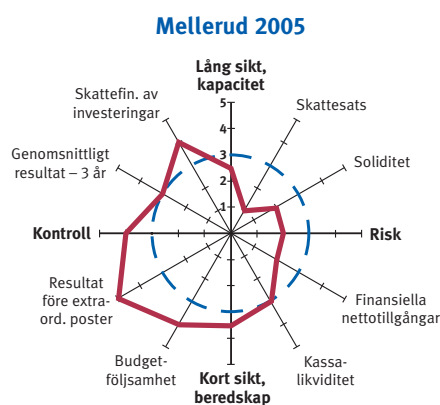 Mellerud 2005
Lång sikt,
kapacitet
Skattefin. av
investeringar
Skattesats
Genomsnittligt
resultat – 3 år
Soliditet
5
4
3
2
1
Kontroll
Risk
Resultat
före extra-
ord. poster
Finansiella
nettotillgångar
Budget-
följsamhet
Kassa-
likviditet
Kort sikt,
beredskap